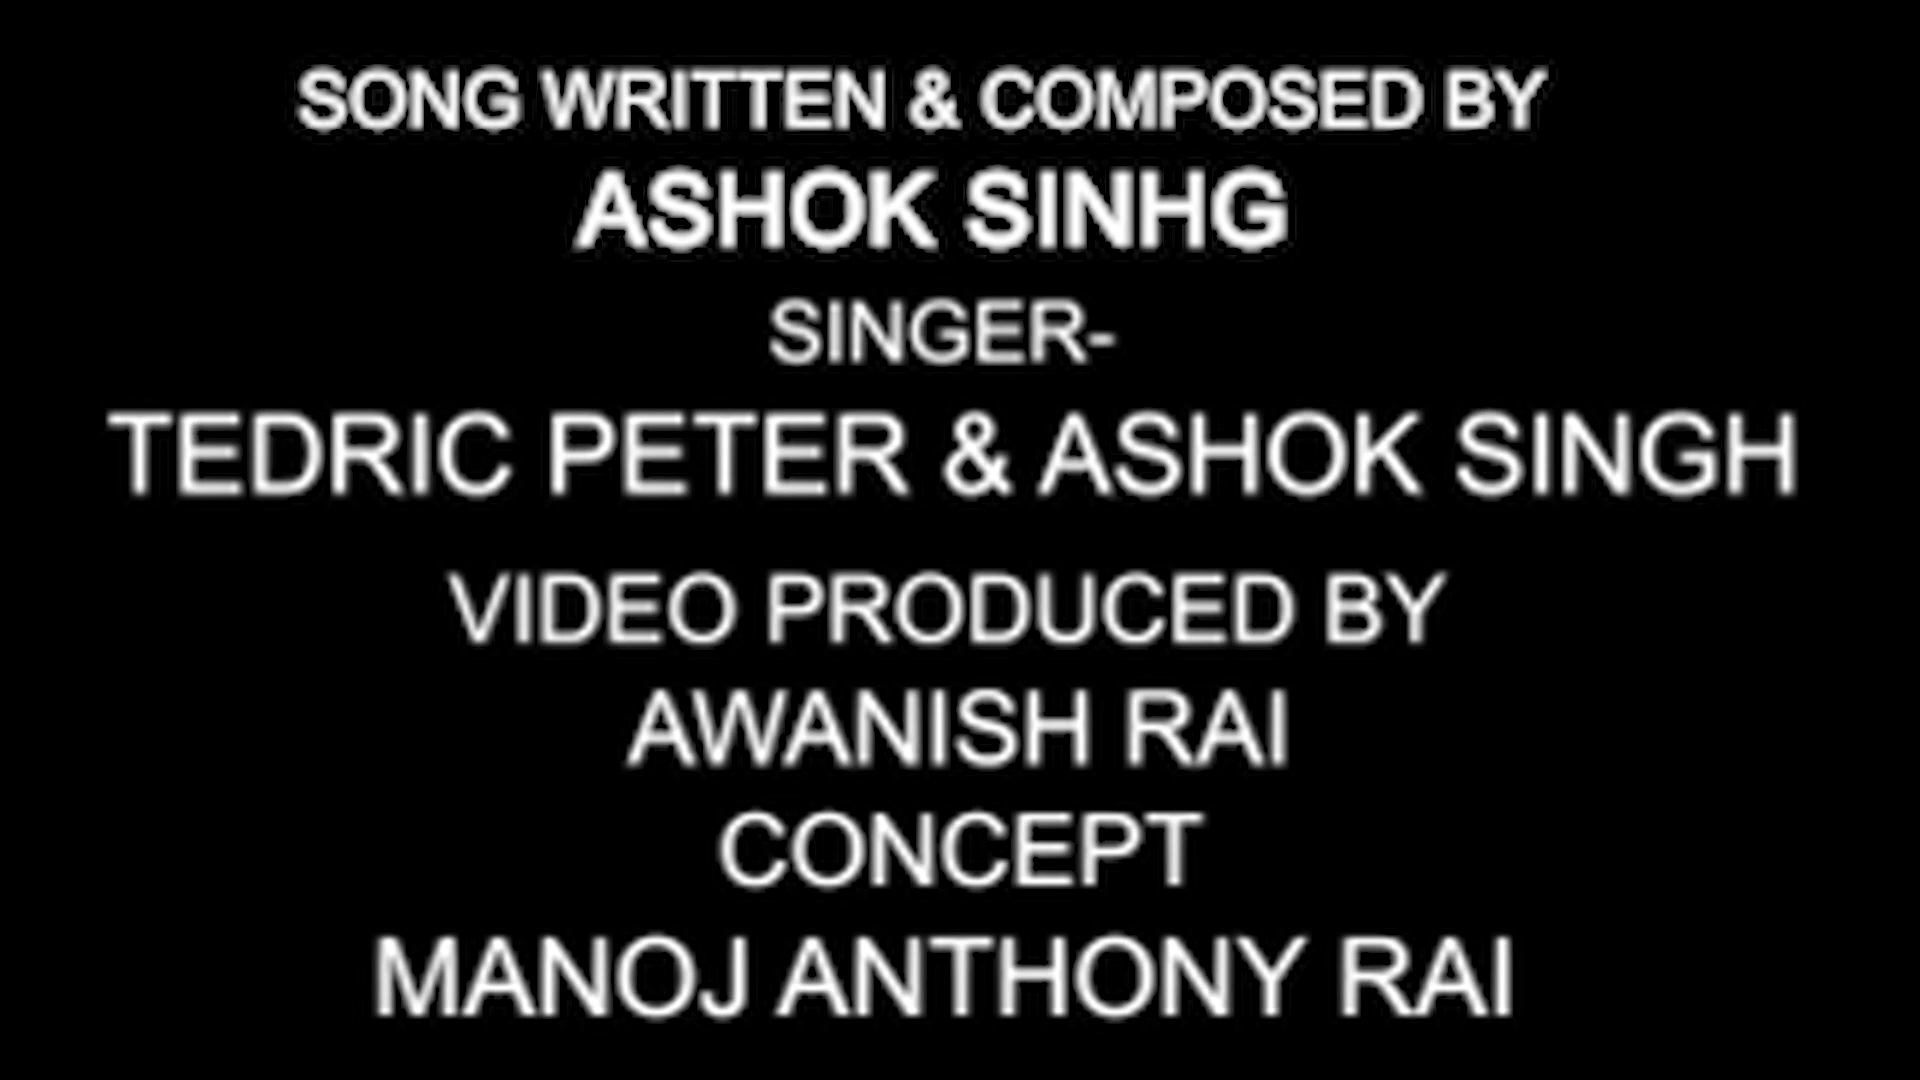 SONG WRITTEN & COMPOSED BY
ASHOK SINHG
SINGER-
TEDRIC PETER & ASHOK SINGH
VIDEO PRODUCED BY
AWANISH RAI
CONCEPT
MANOJ ANTHONY RAI